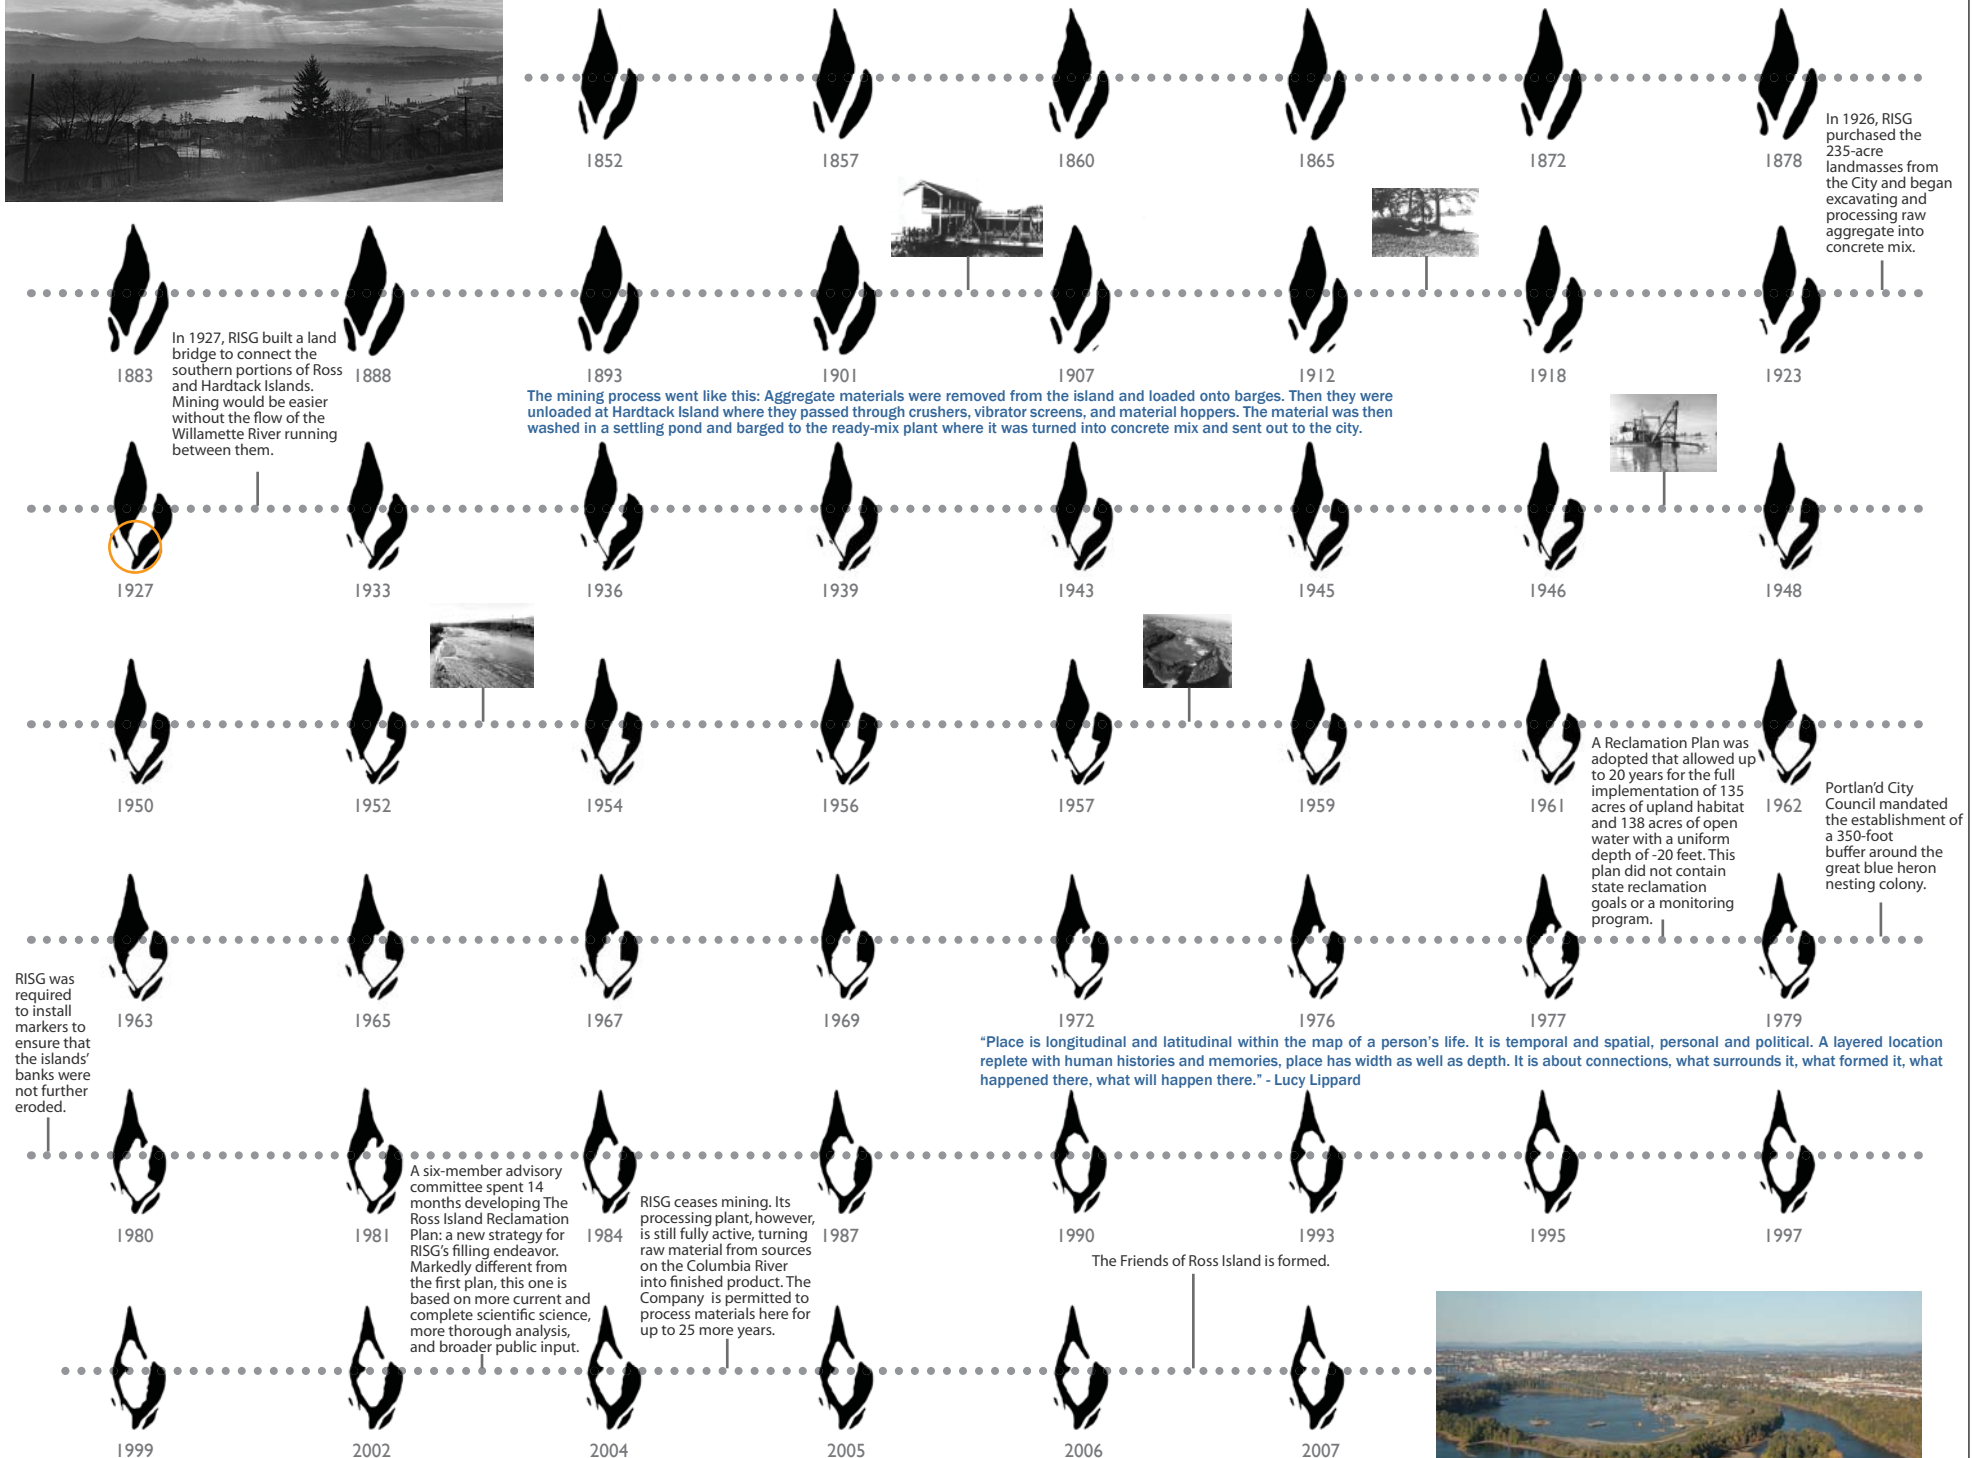 1852
1857
1860
1865
1872
1878
In 1926, RISG
purchased the
235-acre
landmasses from
the City and began
excavating and
processing raw
aggregate into
concrete mix.
1883
1888
1893
1901
1907
1912
1918
1923
In 1927, RISG built a land
bridge to connect the
southern portions of Ross
and Hardtack Islands.
Mining would be easier
without the flow of the
Willamette River running
between them.
The mining process went like this: Aggregate materials were removed from the island and loaded onto barges. Then they were
unloaded at Hardtack Island where they passed through crushers, vibrator screens, and material hoppers. The material was then
washed in a settling pond and barged to the ready-mix plant where it was turned into concrete mix and sent out to the city.
1927
1933
1936
1939
1943
1945
1946
1948
1950
1952
1954
1956
1957
1959
1961
1962
A Reclamation Plan was
adopted that allowed up
to 20 years for the full
implementation of 135
acres of upland habitat
and 138 acres of open
water with a uniform
depth of -20 feet. This
plan did not contain
state reclamation
goals or a monitoring
program.
Portlan'd City
Council mandated
the establishment of
a 350-foot
buffer around the
great blue heron
nesting colony.
1963
1965
1967
1969
1972
1976
1977
1979
RISG was
required
to install
markers to
ensure that
the islands'
banks were
not further
eroded.
"Place is longitudinal and latitudinal within the map of a person's life. It is temporal and spatial, personal and political. A layered location
replete with human histories and memories, place has width as well as depth. It is about connections, what surrounds it, what formed it, what
happened there, what will happen there." - Lucy Lippard
1980
1981
1984
1987
1990
1993
1995
1997
A six-member advisory
committee spent 14
months developing The
Ross Island Reclamation
Plan: a new strategy for
RISG's filling endeavor.
Markedly different from
the first plan, this one is
based on more current and
complete scientific science,
more thorough analysis,
and broader public input.
RISG ceases mining. Its
processing plant, however,
is still fully active, turning
raw material from sources
on the Columbia River
into finished product. The
Company is permitted to
process materials here for
up to 25 more years.
The Friends of Ross Island is formed.
1999
2002
2004
2005
2006
2007